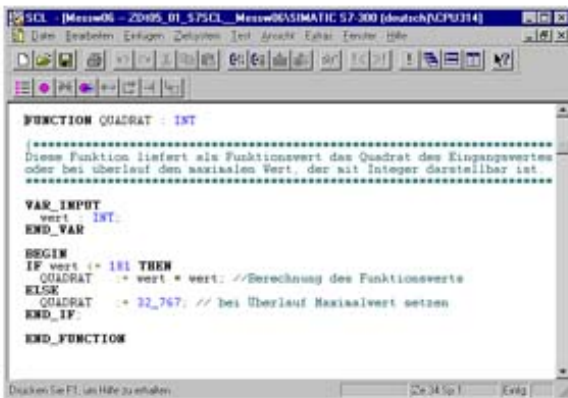 SCL - [Messw06 -- ZDt05_01_S7SCL__Messw06\SIMATIC S7-300 (deutsch)\CPU314]
Datei Bearbeiten Einfügen Zielsystem Test Ansicht Extras Fenster Hilfe
FUNCTION QUADRAT : INT
(************************************************************
Diese Funktion liefert als Funktionswert das Quadrat des Eingangswertes
oder bei überlauf den maximalen Wert, der mit Integer darstellbar ist.
************************************************************
VAR_INPUT
wert : INT;
END_VAR
BEGIN
IF wert <= 181 THEN
QUADRAT := wert * wert; //Berechnung des Funktionswerts
ELSE
QUADRAT := 32_767; // bei Überlauf Maximalwert setzen
END_IF;
END_FUNCTION
Drücken Sie F1, um Hilfe zu erhalten.
Ze 34 Sp 1
Einfg